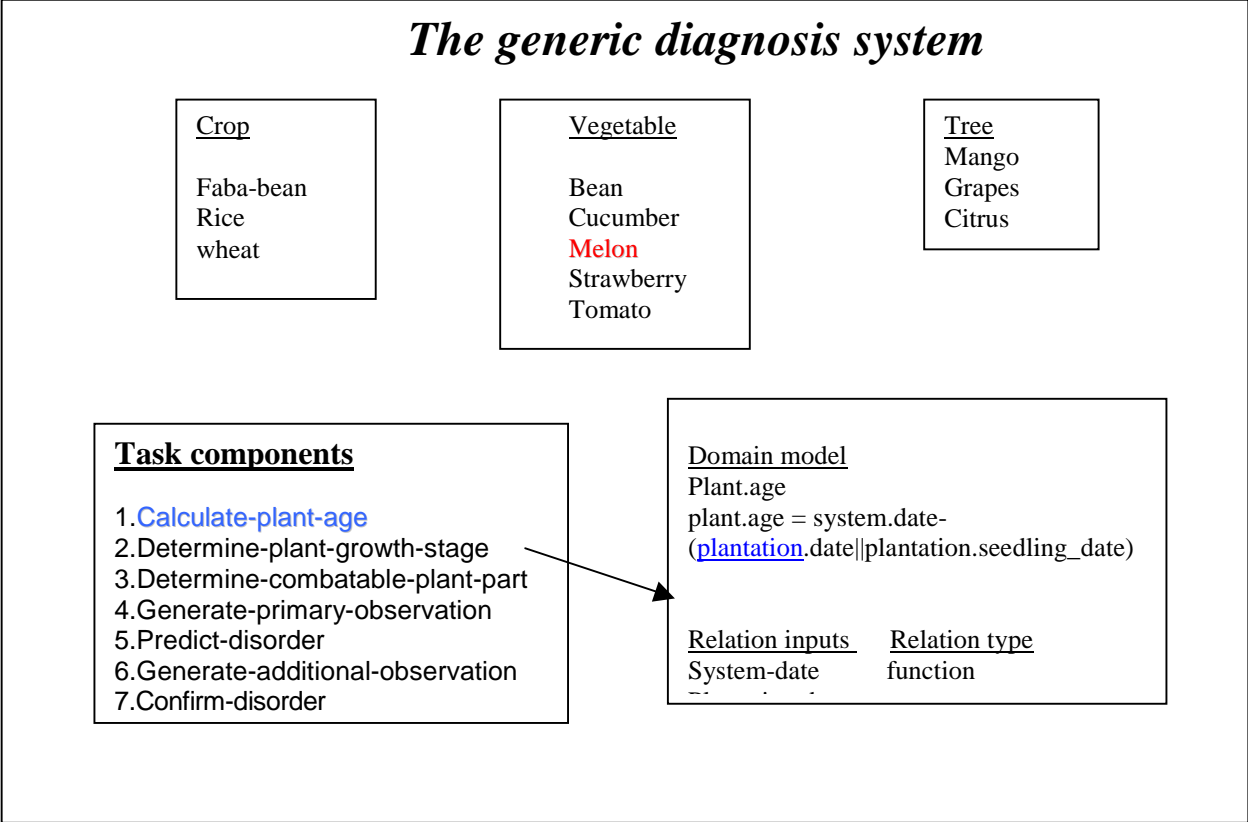 The generic diagnosis system
Crop
Faba-bean
Rice
wheat
Vegetable
Bean
Cucumber
Melon
Strawberry
Tomato
Tree
Mango
Grapes
Citrus
Task components
1.Calculate-plant-age
2.Determine-plant-growth-stage
3.Determine-combatable-plant-part
4.Generate-primary-observation
5.Predict-disorder
6.Generate-additional-observation
7.Confirm-disorder
Domain model
Plant.age
plant.age = system.date-
(plantation.date||plantation.seedling_date)
Relation inputs Relation type
System-date function